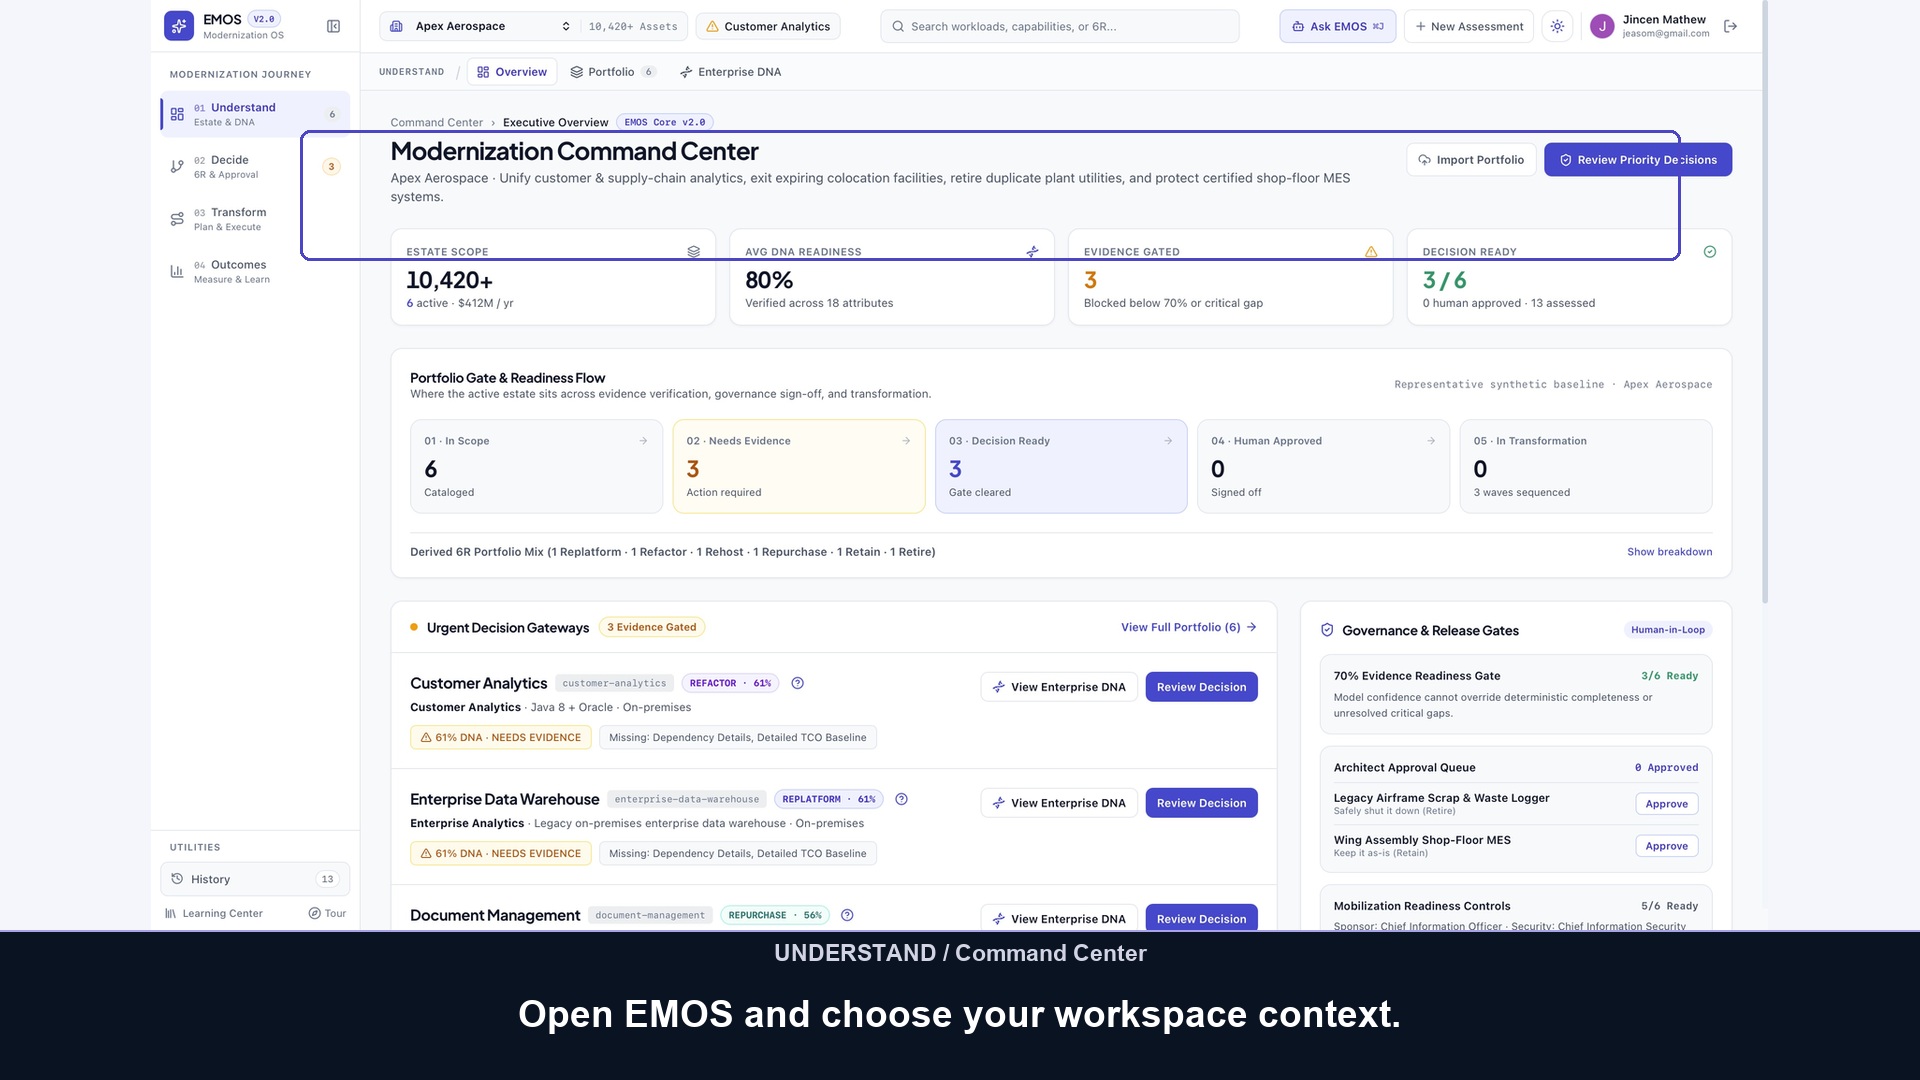 EMOS V2.0
Modernization OS
MODERNIZATION JOURNEY
01 Understand 6
Estate & DNA
02 Decide 3
6R & Approval
03 Transform
Plan & Execute
04 Outcomes
Measure & Learn
UTILITIES
History 13
Learning Center Tour
Apex Aerospace 10,420+ Assets Customer Analytics Search workloads, capabilities, or 6R... Ask EMOS ⌘J New Assessment J Jincen Mathew
jeasom@gmail.com
UNDERSTAND / Overview Portfolio 6 Enterprise DNA
Command Center › Executive Overview EMOS Core v2.0
Modernization Command Center
Apex Aerospace · Unify customer & supply-chain analytics, exit expiring colocation facilities, retire duplicate plant utilities, and protect certified shop-floor MES
systems.
Import Portfolio Review Priority Decisions
ESTATE SCOPE
10,420+
6 active · $412M / yr
AVG DNA READINESS
80%
Verified across 18 attributes
EVIDENCE GATED
3
Blocked below 70% or critical gap
DECISION READY
3 / 6
0 human approved · 13 assessed
Portfolio Gate & Readiness Flow
Where the active estate sits across evidence verification, governance sign-off, and transformation.
Representative synthetic baseline · Apex Aerospace
01 · In Scope →
6
Cataloged
02 · Needs Evidence →
3
Action required
03 · Decision Ready →
3
Gate cleared
04 · Human Approved →
0
Signed off
05 · In Transformation
0
3 waves sequenced
Derived 6R Portfolio Mix (1 Replatform · 1 Refactor · 1 Rehost · 1 Repurchase · 1 Retain · 1 Retire) Show breakdown
Urgent Decision Gateways 3 Evidence Gated View Full Portfolio (6) →
Customer Analytics customer-analytics REFACTOR · 61% View Enterprise DNA Review Decision
Customer Analytics · Java 8 + Oracle · On-premises
61% DNA · NEEDS EVIDENCE Missing: Dependency Details, Detailed TCO Baseline
Enterprise Data Warehouse enterprise-data-warehouse REPLATFORM · 61% View Enterprise DNA Review Decision
Enterprise Analytics · Legacy on-premises enterprise data warehouse · On-premises
61% DNA · NEEDS EVIDENCE Missing: Dependency Details, Detailed TCO Baseline
Document Management document-management REPURCHASE · 56% View Enterprise DNA Review Decision
Governance & Release Gates Human-in-Loop
70% Evidence Readiness Gate 3/6 Ready
Model confidence cannot override deterministic completeness or
unresolved critical gaps.
Architect Approval Queue 0 Approved
Legacy Airframe Scrap & Waste Logger Approve
Safely shut it down (Retire)
Wing Assembly Shop-Floor MES Approve
Keep it as-is (Retain)
Mobilization Readiness Controls 5/6 Ready
Sponsor: Chief Information Officer · Security: Chief Information Security
UNDERSTAND / Command Center
Open EMOS and choose your workspace context.